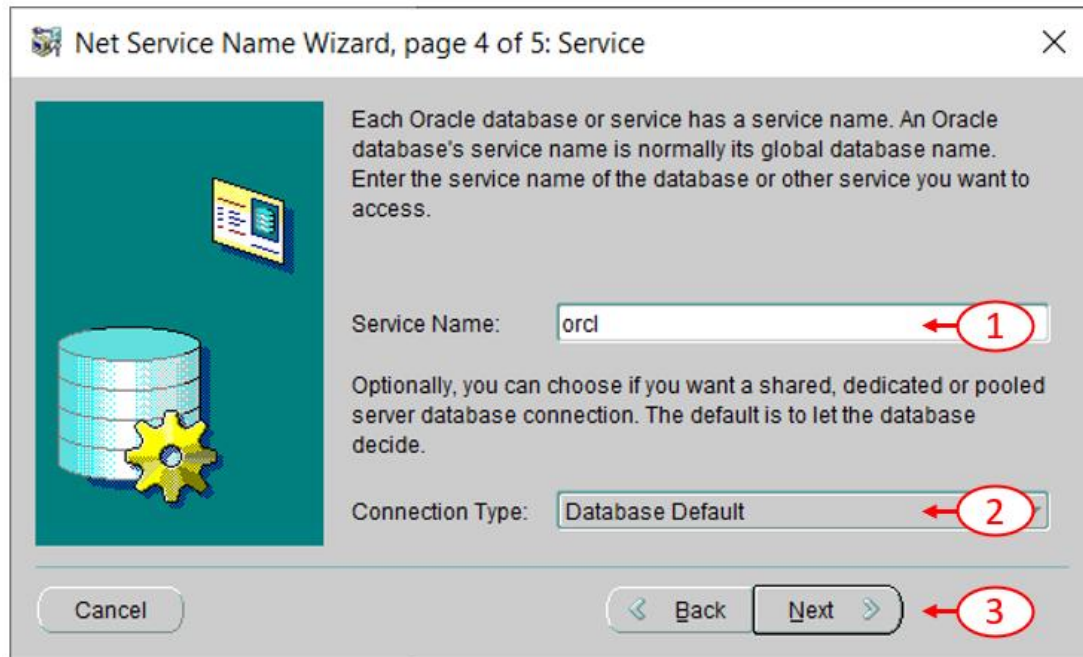 Net Service Name Wizard, page 4 of 5: Service
Each Oracle database or service has a service name. An Oracle
database's service name is normally its global database name.
Enter the service name of the database or other service you want to
access.
Service Name: orcl 1
Optionally, you can choose if you want a shared, dedicated or pooled
server database connection. The default is to let the database
decide.
Connection Type: Database Default 2
Cancel Back Next 3